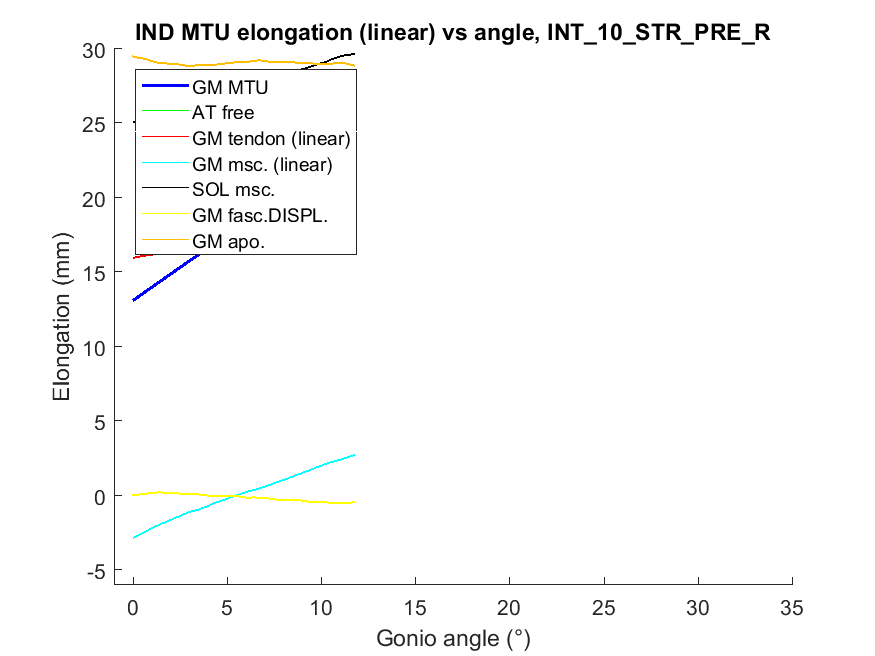 IND MTU elongation (linear) vs angle, INT_10_STR_PRE_R
30
25
20
15
10
5
0
-5
Elongation (mm)
GM MTU
AT free
GM tendon (linear)
GM msc. (linear)
SOL msc.
GM fasc.DISPL.
GM apo.
0 5 10 15 20 25 30 35
Gonio angle (°)